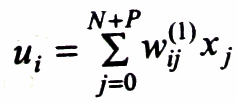 u_i = \sum_{j=0}^{N+P} w_{ij}^{(1)} x_j